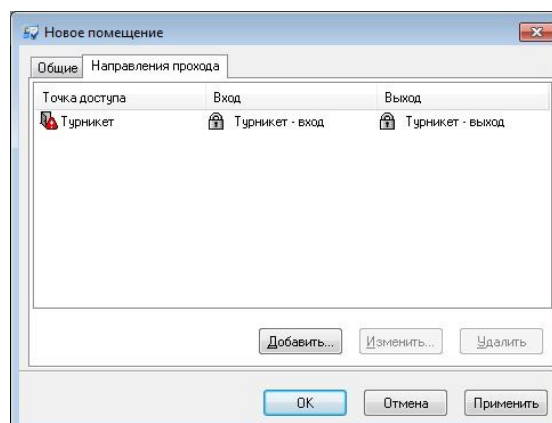 Новое помещение
Общие Направления прохода
Точка доступа Вход Выход
Турникет Турникет - вход Турникет - выход
Добавить... Изменить... Удалить
OK Отмена Применить